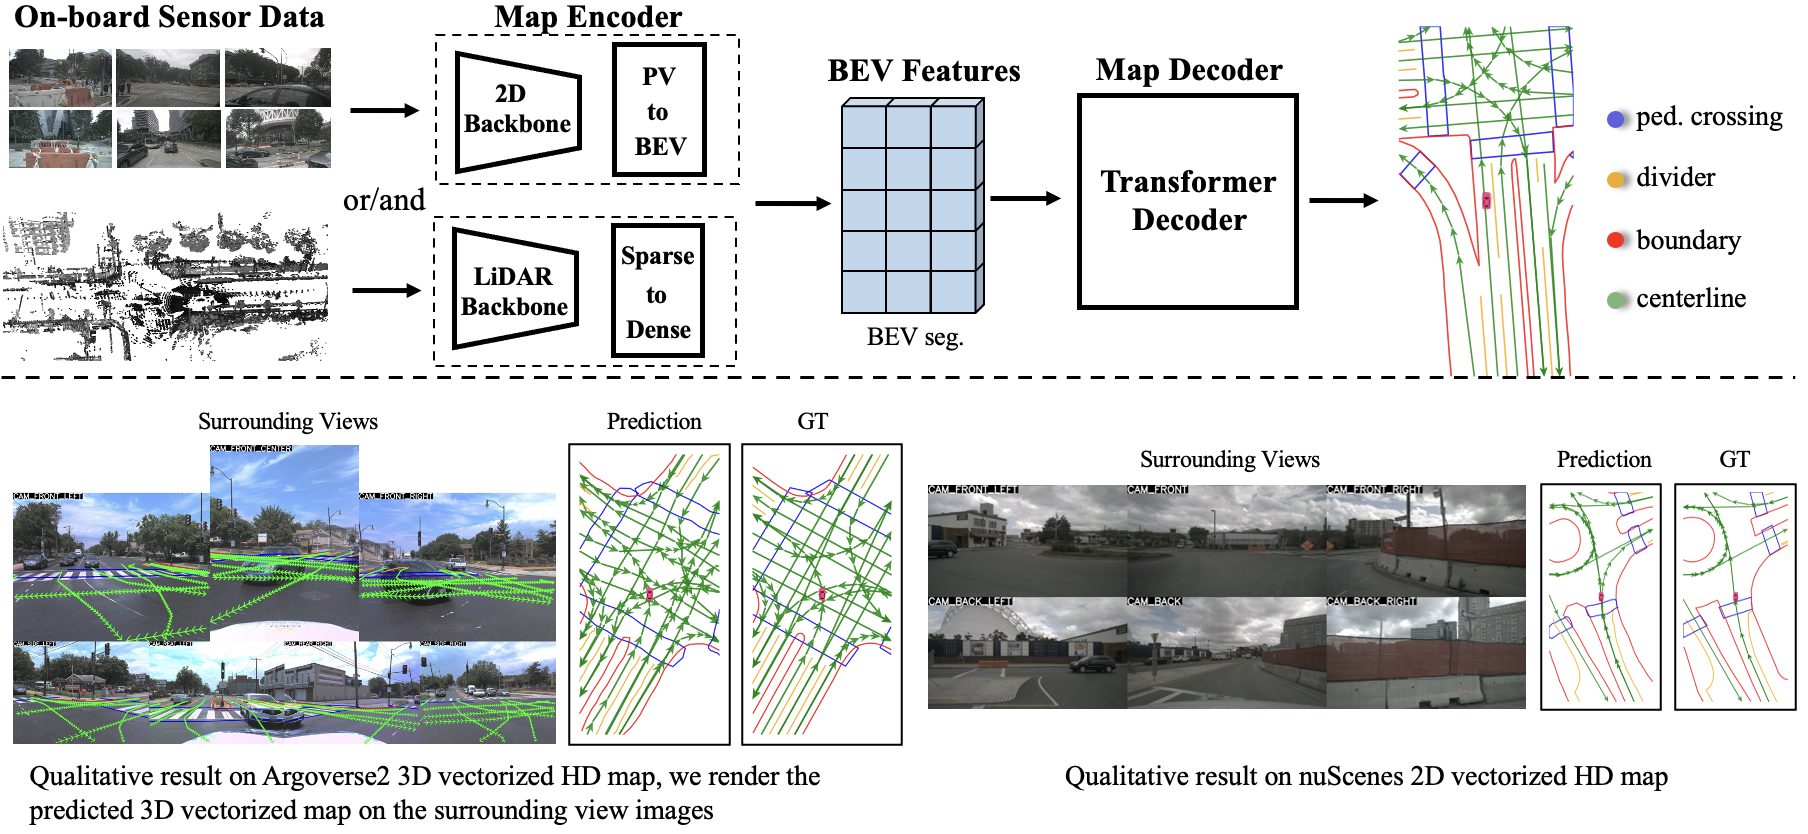 On-board Sensor Data
Map Encoder
2D
Backbone
PV
to
BEV
or/and
LiDAR
Backbone
Sparse
to
Dense
BEV Features
BEV seg.
Map Decoder
Transformer
Decoder
ped. crossing
divider
boundary
centerline
Surrounding Views
Prediction
GT
CAM_FRONT_CENTER
CAM_FRONT_LEFT
CAM_FRONT_RIGHT
CAM_SIDE_LEFT
CAM_REAR_LEFT
CAM_REAR_RIGHT
CAM_SIDE_RIGHT
Qualitative result on Argoverse2 3D vectorized HD map, we render the
predicted 3D vectorized map on the surrounding view images
Surrounding Views
Prediction
GT
CAM_FRONT_LEFT
CAM_FRONT
CAM_FRONT_RIGHT
CAM_BACK_LEFT
CAM_BACK
CAM_BACK_RIGHT
Qualitative result on nuScenes 2D vectorized HD map